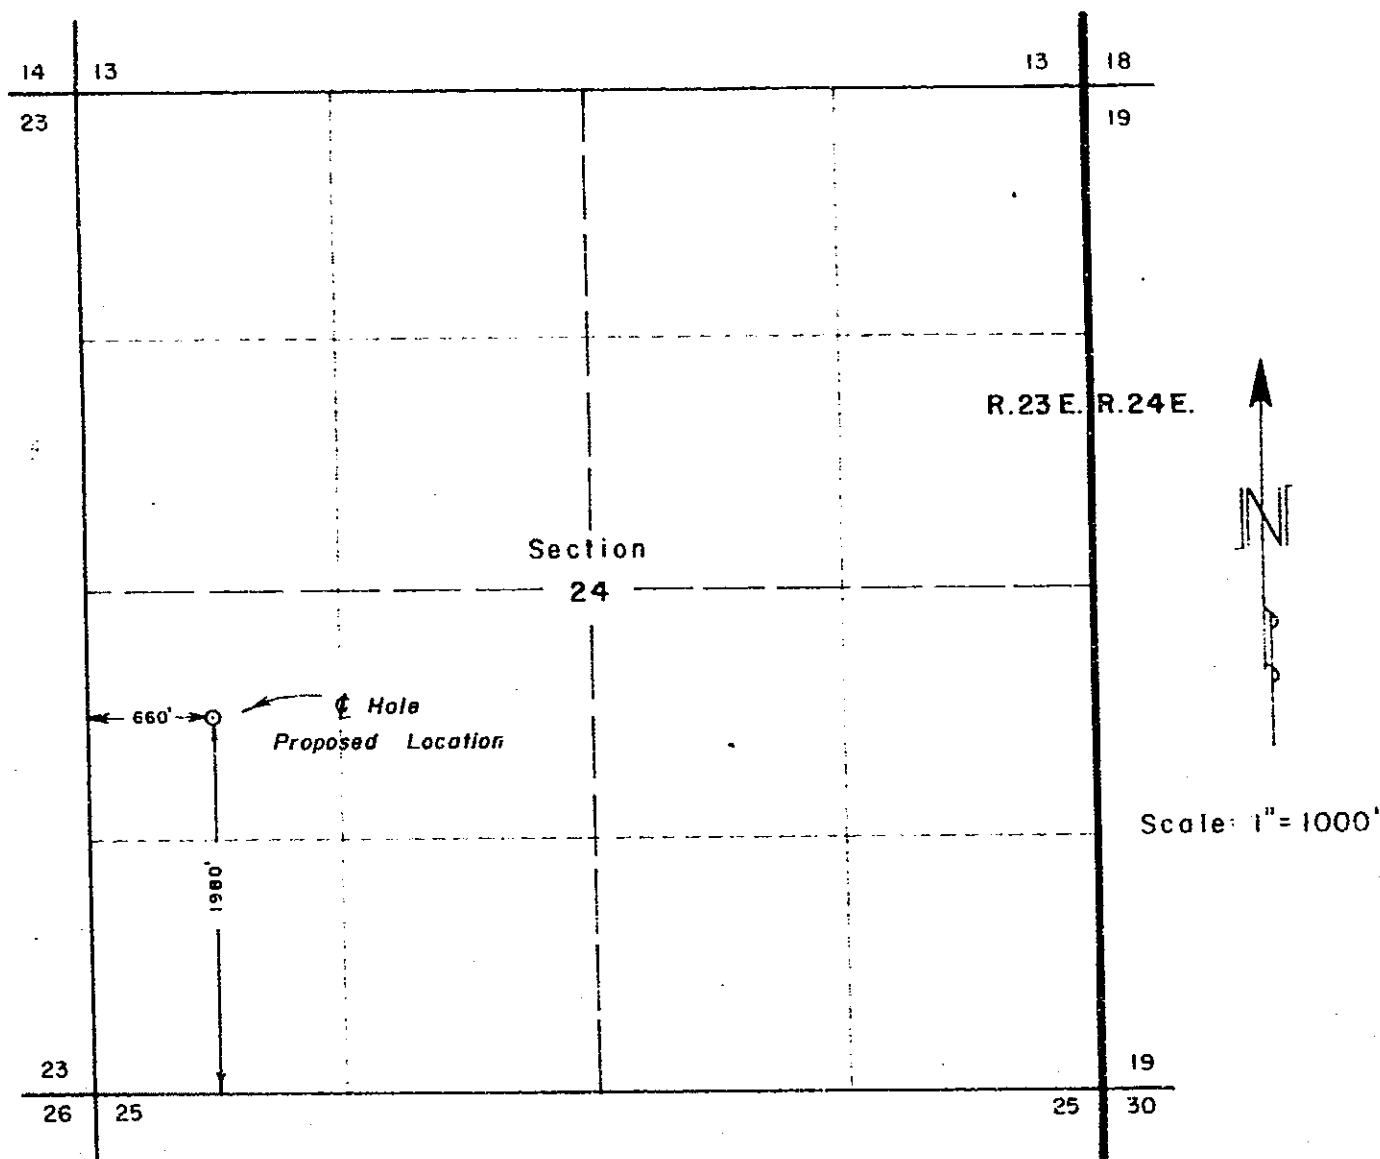 14 13 13 18
23 19
R.23 E. R.24 E.
N
Section
24
660' ℄ Hole
Proposed Location
Scale: 1"=1000'
1980'
23 19
26 25 25 30